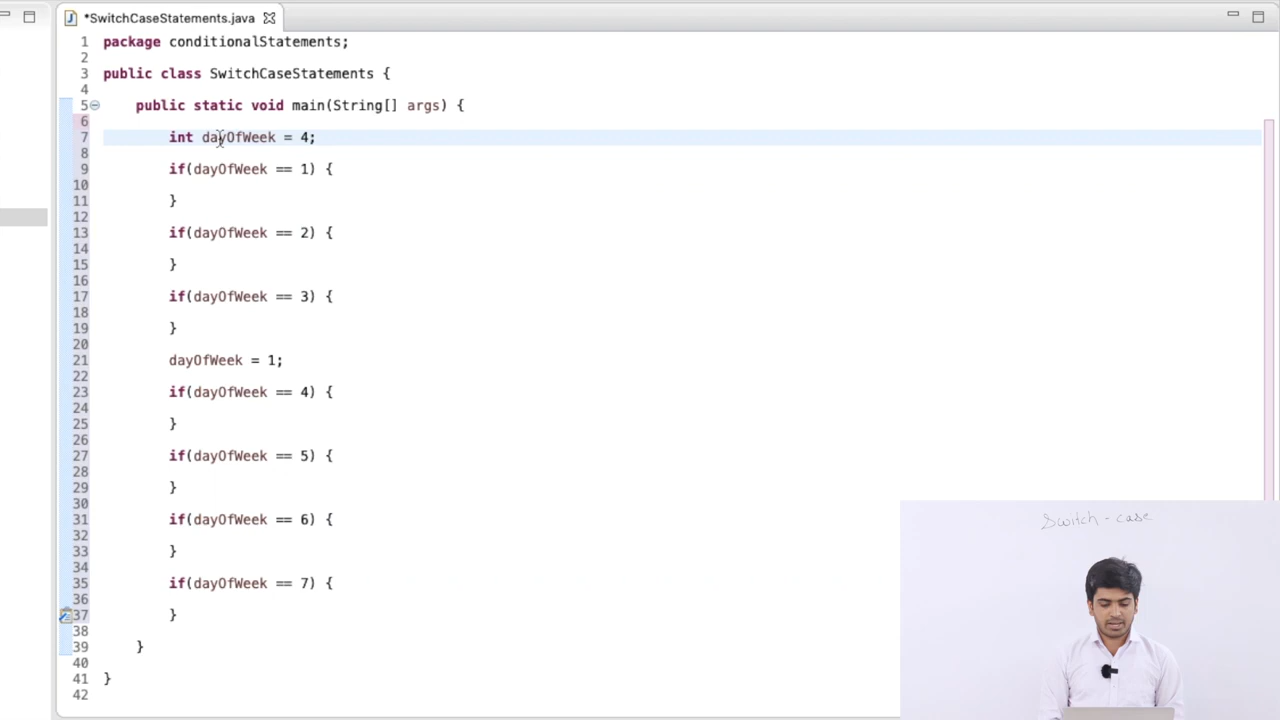 *SwitchCaseStatements.java
1 package conditionalStatements;
2
3 public class SwitchCaseStatements {
4
5 public static void main(String[] args) {
6
7 int dayOfWeek = 4;
8
9 if(dayOfWeek == 1) {
10
11 }
12
13 if(dayOfWeek == 2) {
14
15 }
16
17 if(dayOfWeek == 3) {
18
19 }
20
21 dayOfWeek = 1;
22
23 if(dayOfWeek == 4) {
24
25 }
26
27 if(dayOfWeek == 5) {
28
29 }
30
31 if(dayOfWeek == 6) {
32
33 }
34
35 if(dayOfWeek == 7) {
36
37 }
38
39 }
40
41 }
42
Switch - case